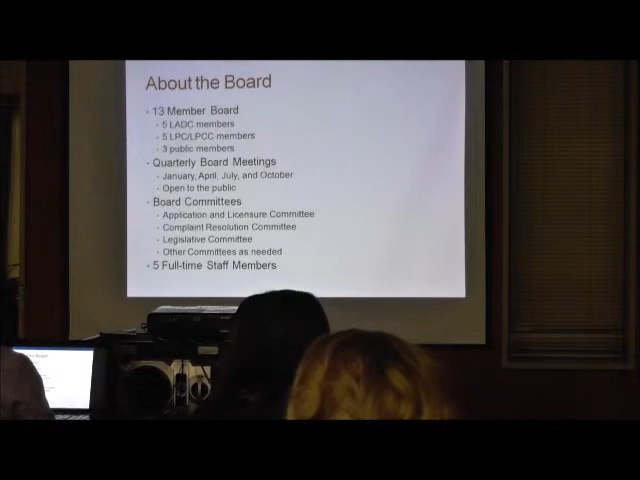 About the Board
13 Member Board
5 LADC members
5 LPC/LPCC members
3 public members
Quarterly Board Meetings
January, April, July, and October
Open to the public
Board Committees
Application and Licensure Committee
Complaint Resolution Committee
Legislative Committee
Other Committees as needed
5 Full-time Staff Members